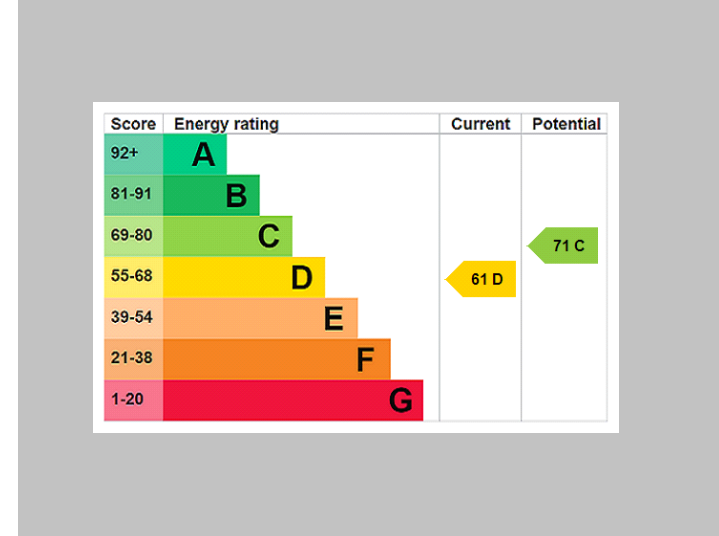 Score Energy rating Current Potential
92+ A
81-91 B
69-80 C 71 C
55-68 D 61 D
39-54 E
21-38 F
1-20 G